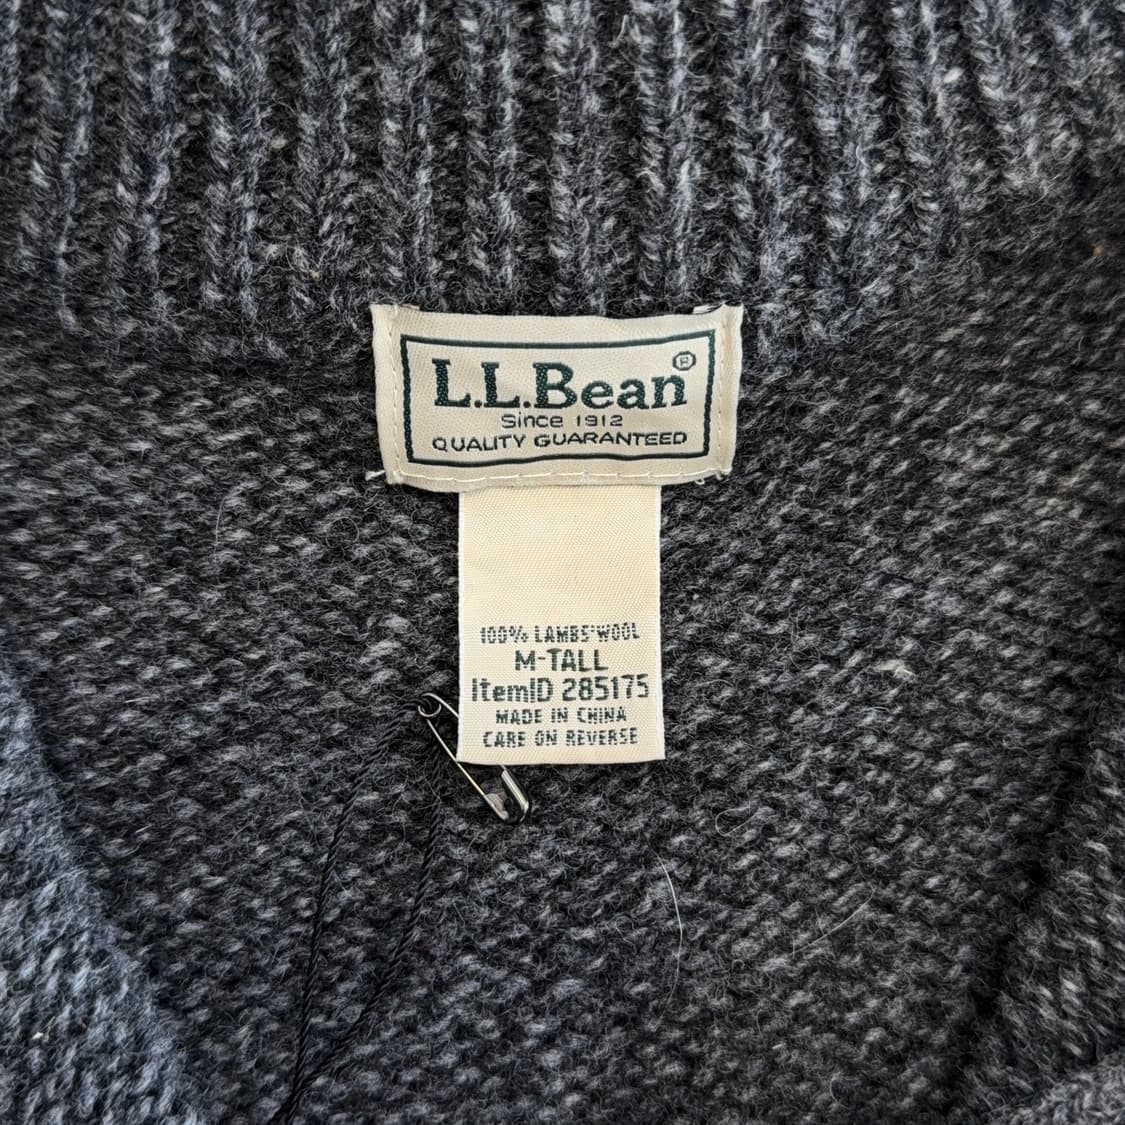 L.L.Bean®
Since 1912
QUALITY GUARANTEED
100% LAMBS'WOOL
M-TALL
ItemID 285175
MADE IN CHINA
CARE ON REVERSE